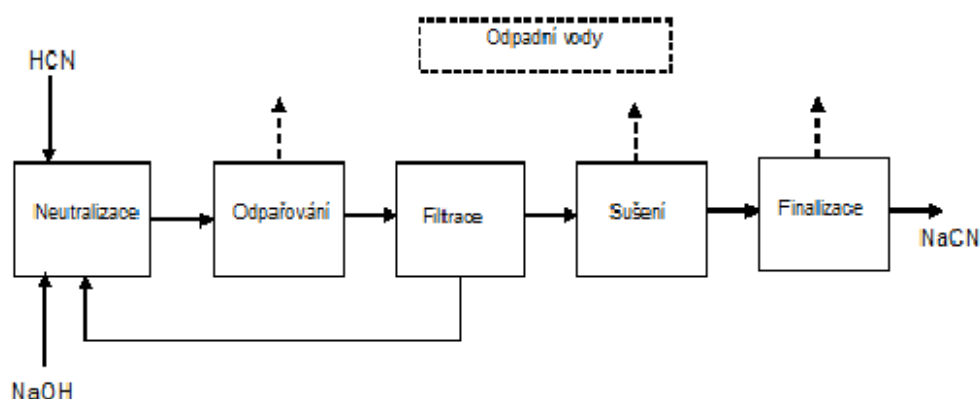 Odpadní vody
HCN
Neutralizace
Odpařování
Filtrace
Sušení
Finalizace
NaCN
NaOH